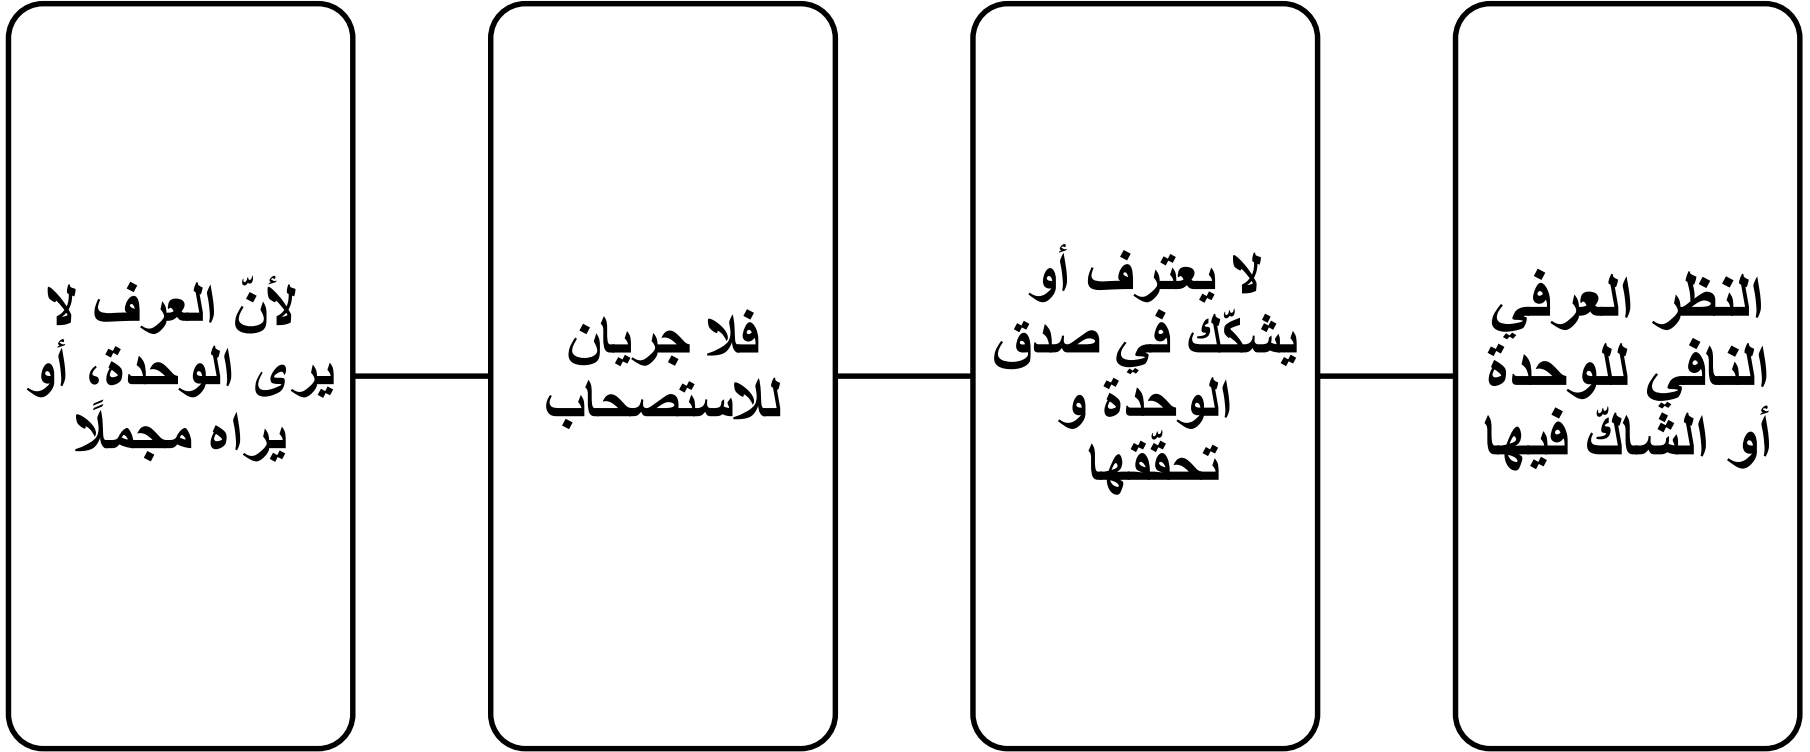 النظر العرفي
النافي للوحدة
أو الشاكّ فيها
لا يعترف أو
يشكّك في صدق
الوحدة و
تحقّقها
فلا جريان
للاستصحاب
لأنّ العرف لا
يرى الوحدة، أو
يراه مجملًا